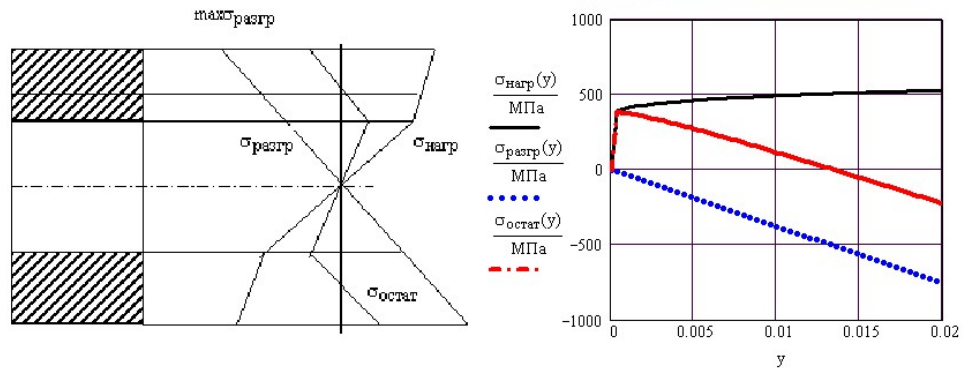 maxσразгр
σразгр
σнагр
σостат
σнагр(y)
МПа
σразгр(y)
МПа
σостат(y)
МПа
1000
500
0
−500
−1000
0
0.005
0.01
0.015
0.02
y